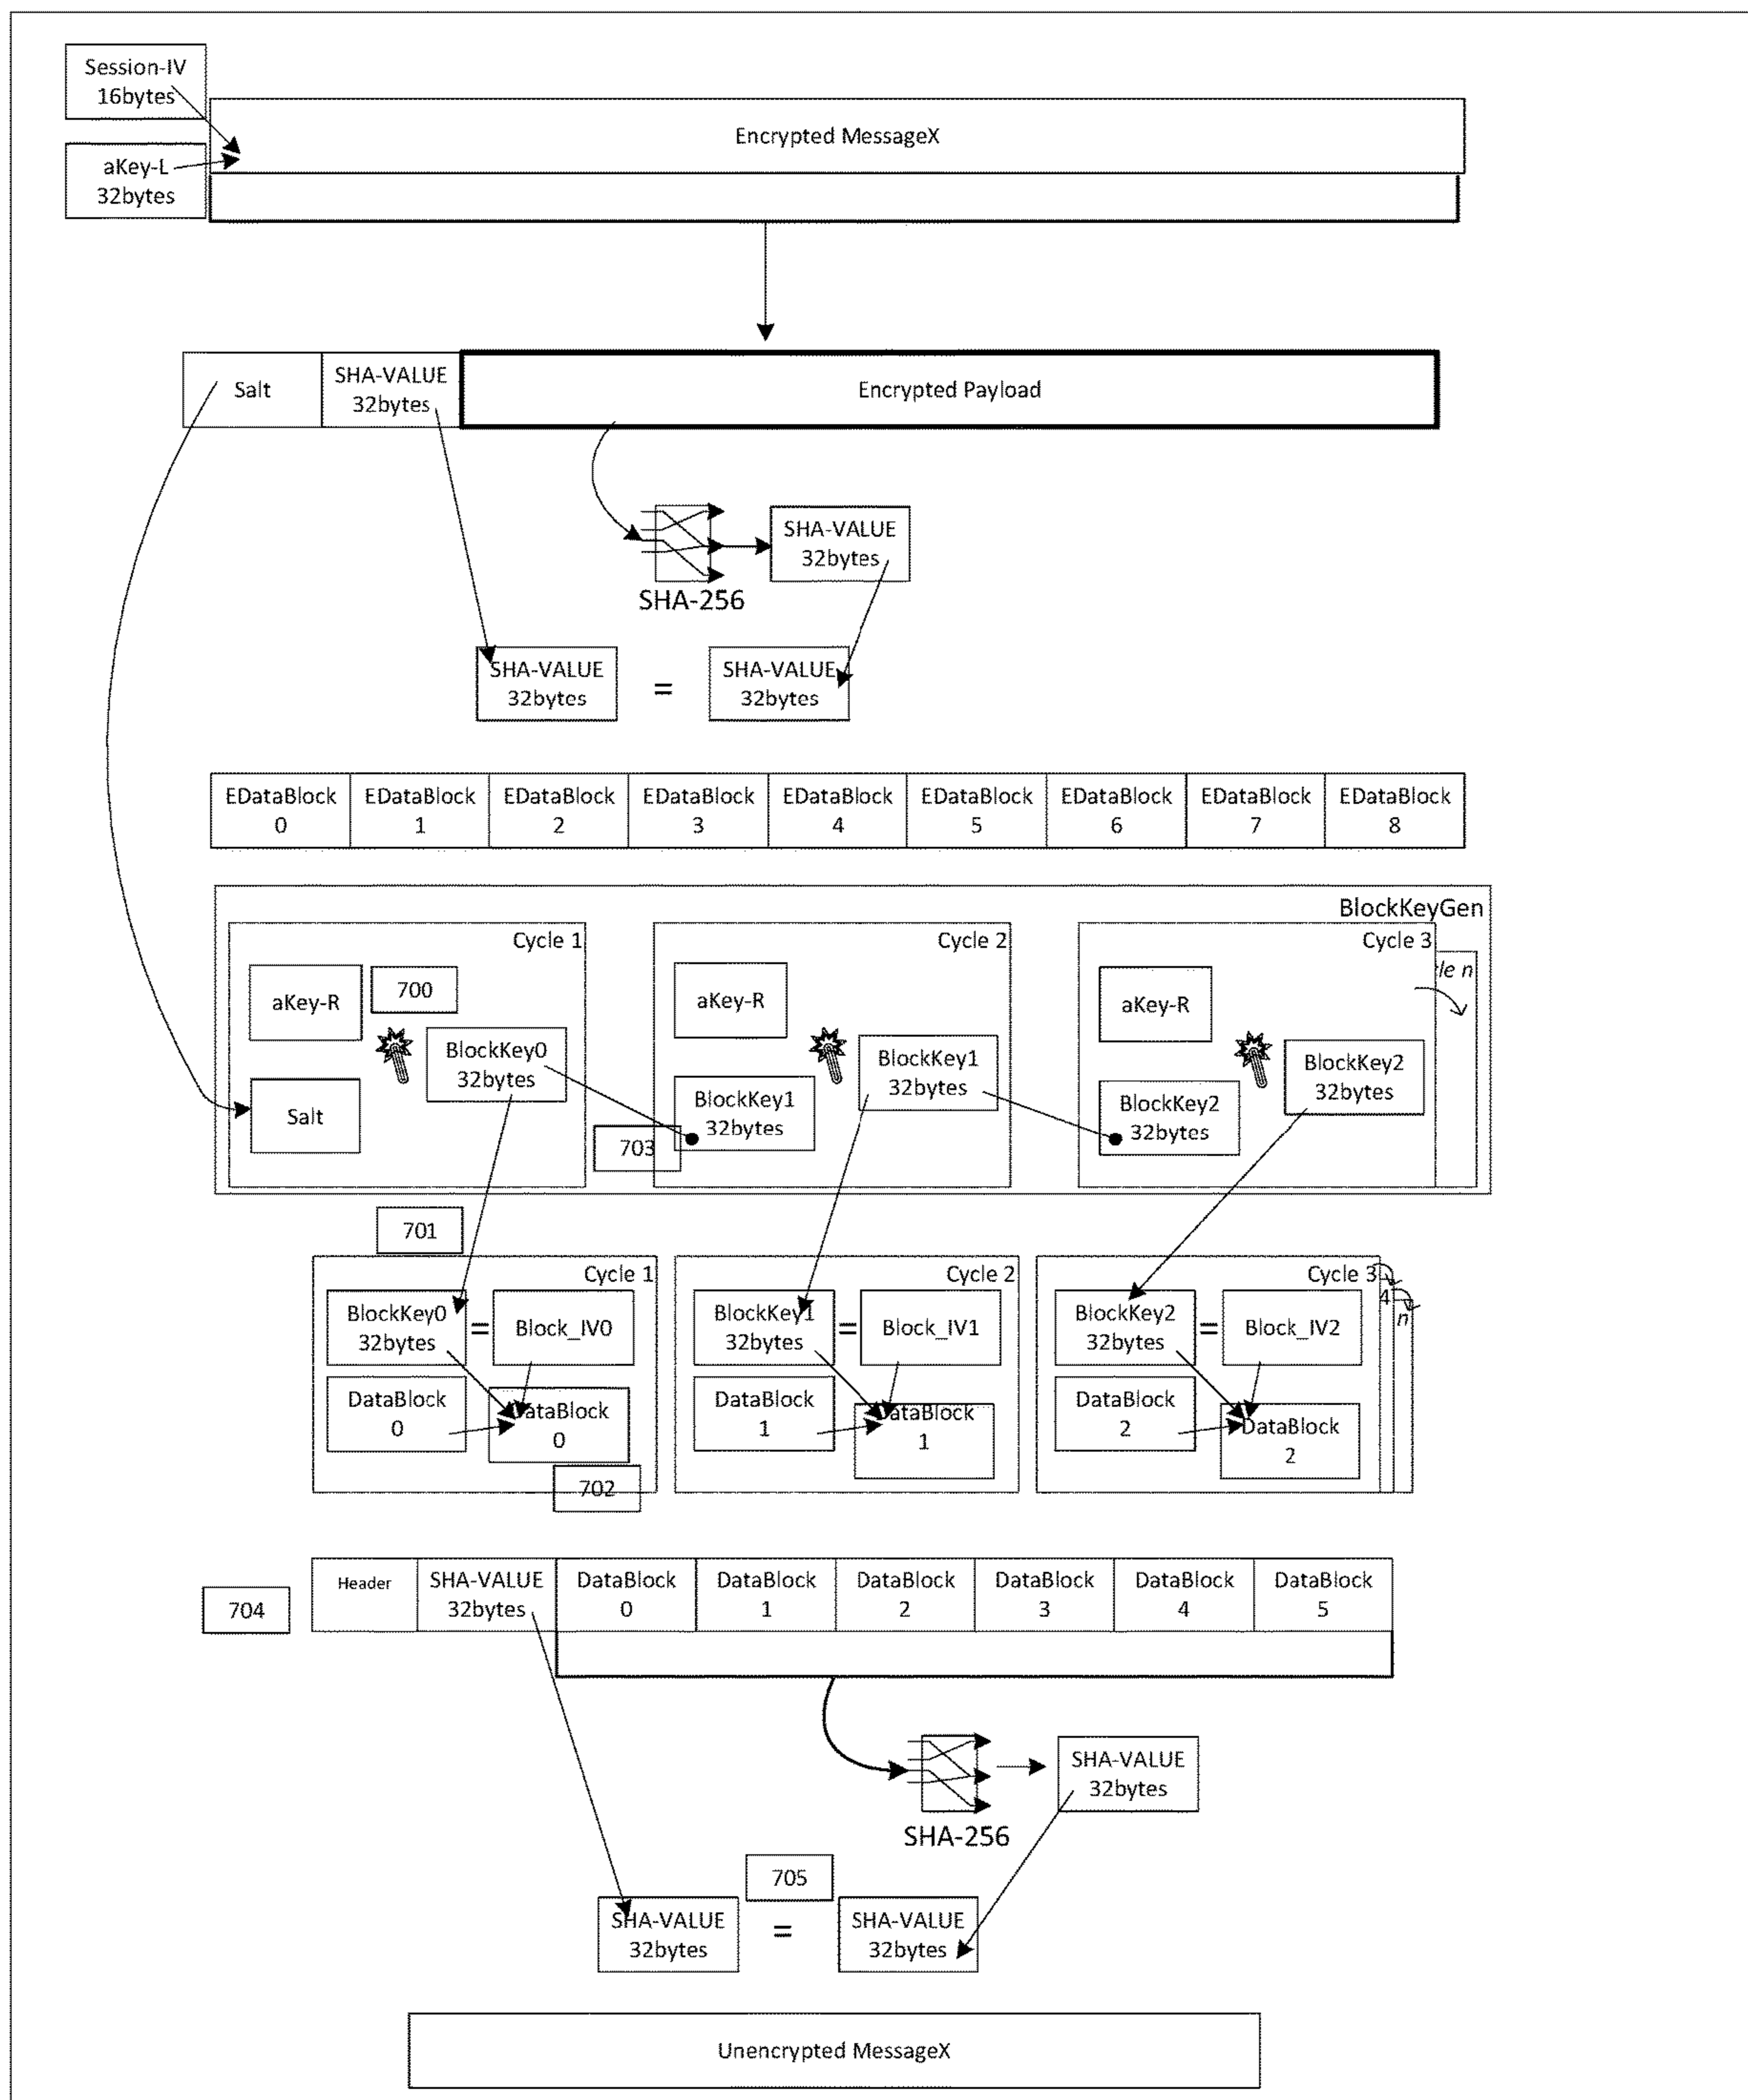 Session-IV
16bytes
Encrypted MessageX
aKey-L
32bytes
Salt
SHA-VALUE
32bytes
Encrypted Payload
SHA-VALUE
32bytes
SHA-256
SHA-VALUE
32bytes
=
SHA-VALUE
32bytes
EDataBlock
0
EDataBlock
1
EDataBlock
2
EDataBlock
3
EDataBlock
4
EDataBlock
5
EDataBlock
6
EDataBlock
7
EDataBlock
8
BlockKeyGen
Cycle 1
aKey-R
700
BlockKey0
32bytes
Salt
703
Cycle 2
aKey-R
BlockKey1
32bytes
BlockKey1
32bytes
Cycle 3
aKey-R
BlockKey2
32bytes
BlockKey2
32bytes
le n
701
Cycle 1
BlockKey0
32bytes
=
Block_IV0
DataBlock
0
DataBlock
0
702
Cycle 2
BlockKey1
32bytes
=
Block_IV1
DataBlock
1
DataBlock
1
Cycle 3
BlockKey2
32bytes
=
Block_IV2
DataBlock
2
DataBlock
2
4
n
704
Header
SHA-VALUE
32bytes
DataBlock
0
DataBlock
1
DataBlock
2
DataBlock
3
DataBlock
4
DataBlock
5
SHA-256
SHA-VALUE
32bytes
705
SHA-VALUE
32bytes
=
SHA-VALUE
32bytes
Unencrypted MessageX